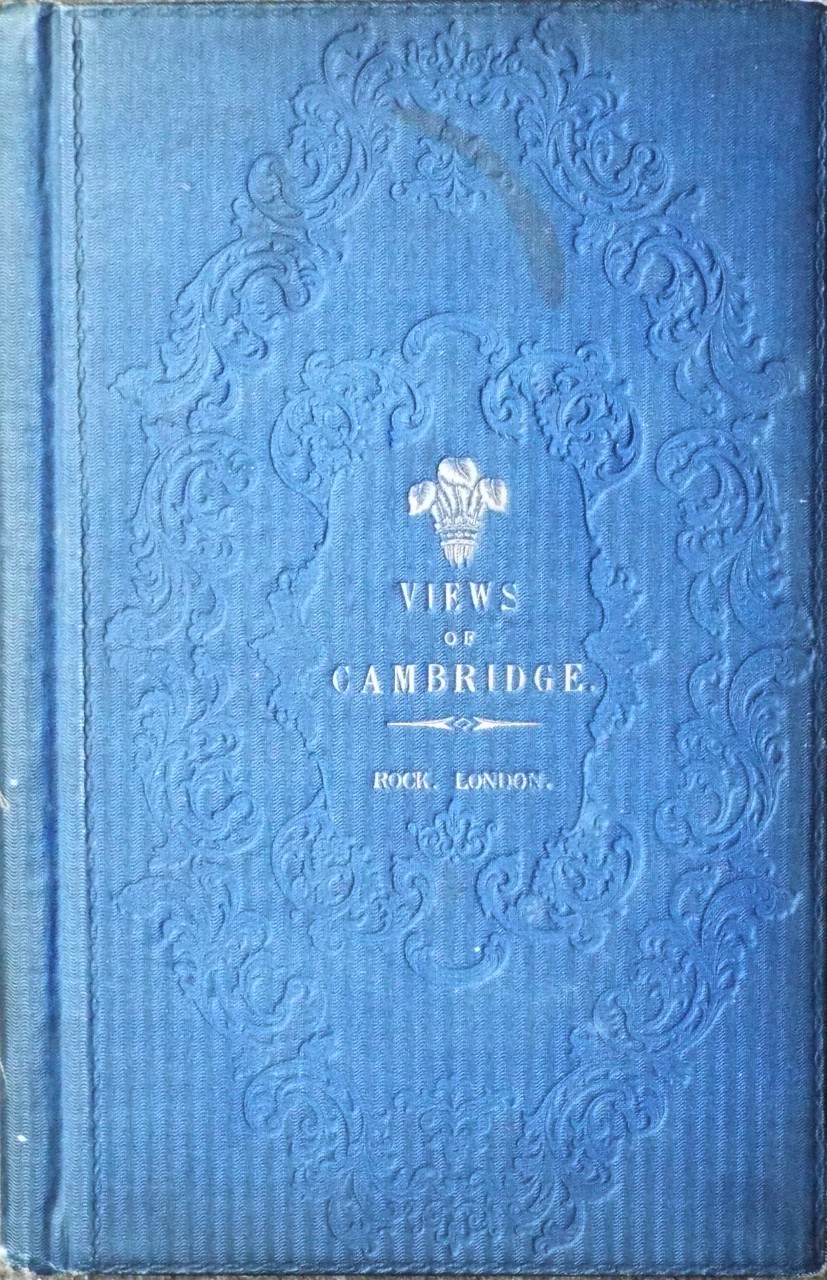 VIEWS
OF
CAMBRIDGE.
ROCK. LONDON.